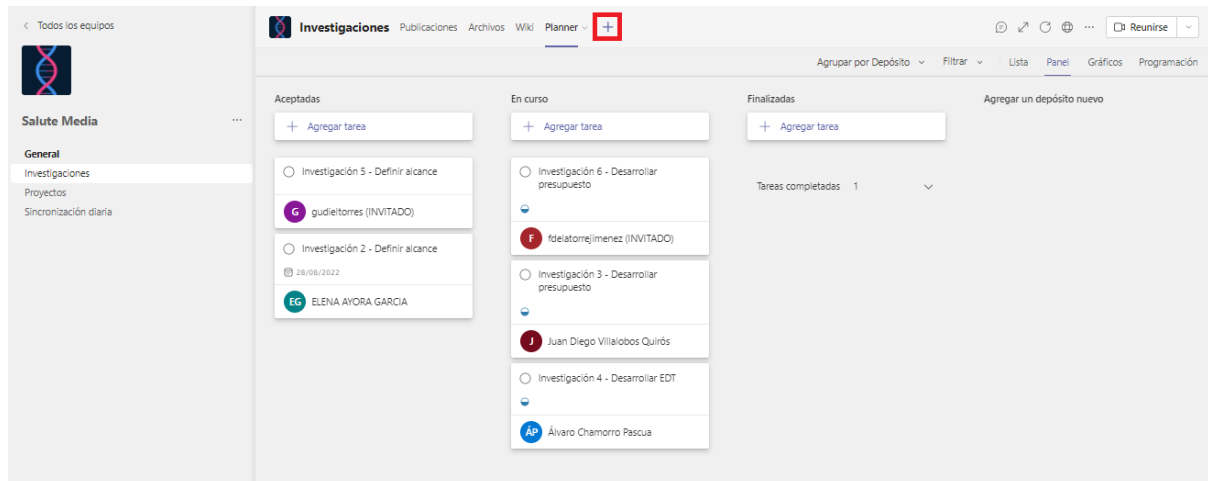 Todos los equipos
Salute Media
General
Investigaciones
Proyectos
Sincronización diaria
Investigaciones Publicaciones Archivos Wiki Planner
Reunirse
Agrupar por Depósito Filtrar Lista Panel Gráficos Programación
Aceptadas
Agregar tarea
Investigación 5 - Definir alcance
G gudieltorres (INVITADO)
Investigación 2 - Definir alcance
28/08/2022
EG ELENA AYORA GARCIA
En curso
Agregar tarea
Investigación 6 - Desarrollar
presupuesto
F fdelatorrejimenez (INVITADO)
Investigación 3 - Desarrollar
presupuesto
J Juan Diego Villalobos Quirós
Investigación 4 - Desarrollar EDT
ÁP Álvaro Chamorro Pascua
Finalizadas
Agregar tarea
Tareas completadas 1
Agregar un depósito nuevo